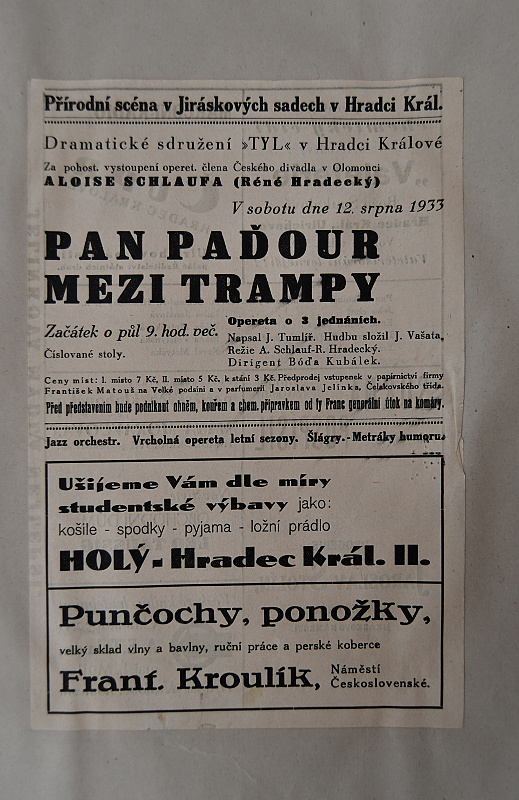 Přírodní scéna v Jiráskových sadech v Hradci Král.
Dramatické sdružení »TYL« v Hradci Králové
Za pohost. vystoupení operet. člena Českého divadla v Olomouci
ALOISE SCHLAUFA (Réné Hradecký)
V sobotu dne 12. srpna 1933
PAN PAĎOUR
MEZI TRAMPY
Začátek o půl 9. hod. več.
Číslované stoly.
Opereta o 3 jednáních.
Napsal J. Tumlíř. Hudbu složil J. Vašata.
Režie A. Schlauf-R. Hradecký.
Dirigent Bóďa Kubálek.
Ceny míst: I. místo 7 Kč, II. místo 5 Kč, k stání 3 Kč. Předprodej vstupenek v papírnictví firmy
František Matouš na Velké podsíni a v parfumerii Jaroslava Jelínka, Čelakovského třída.
Před představením bude podniknut ohněm, kouřem a chem. přípravkem od fy Franc generální útok na komáry.
Jazz orchestr. Vrcholná opereta letní sezony. Šlágry.-Metráky humoru.
Ušijeme Vám dle míry
studentské výbavy jako:
košile - spodky - pyjama - ložní prádlo
HOLÝ - Hradec Král. II.
Punčochy, ponožky,
velký sklad vlny a bavlny, ruční práce a perské koberce
Frant. Kroulík, Náměstí
Československé.